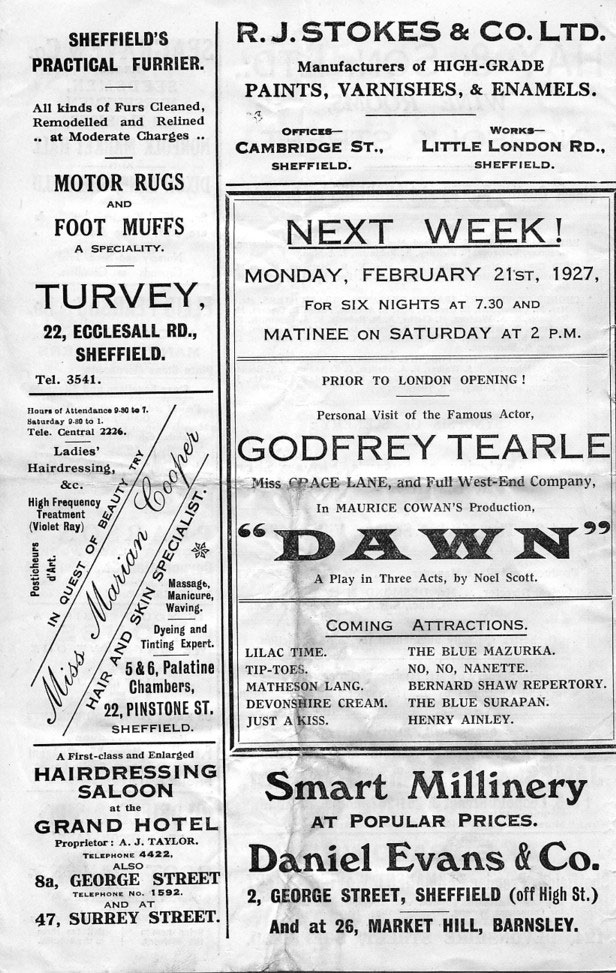 SHEFFIELD'S
PRACTICAL FURRIER.
All kinds of Furs Cleaned,
Remodelled and Relined
.. at Moderate Charges ..
MOTOR RUGS
AND
FOOT MUFFS
A SPECIALITY.
TURVEY,
22, ECCLESALL RD.,
SHEFFIELD.
Tel. 3541.
Hours of Attendance 9-30 to 7.
Saturday 9-30 to 1.
Tele. Central 2226.
Ladies'
Hairdressing,
&c.
High Frequency
Treatment
(Violet Ray)
Posticheurs
d'Art.
IN QUEST OF BEAUTY TRY
Miss Marian Cooper
HAIR AND SKIN SPECIALIST.
Massage,
Manicure,
Waving.
Dyeing and
Tinting Expert.
5 & 6, Palatine
Chambers,
22, PINSTONE ST.
SHEFFIELD.
A First-class and Enlarged
HAIRDRESSING
SALOON
at the
GRAND HOTEL
Proprietor: A. J. TAYLOR.
TELEPHONE 4422,
ALSO
8a, GEORGE STREET
TELEPHONE No. 1592.
AND AT
47, SURREY STREET.
R. J. STOKES & CO. LTD.
Manufacturers of HIGH-GRADE
PAINTS, VARNISHES, & ENAMELS.
OFFICES—
CAMBRIDGE ST.,
SHEFFIELD.
WORKS—
LITTLE LONDON RD.,
SHEFFIELD.
NEXT WEEK!
MONDAY, FEBRUARY 21ST, 1927,
FOR SIX NIGHTS AT 7.30 AND
MATINEE ON SATURDAY AT 2 P.M.
PRIOR TO LONDON OPENING!
Personal Visit of the Famous Actor,
GODFREY TEARLE
Miss GRACE LANE, and Full West-End Company,
In MAURICE COWAN'S Production,
"DAWN"
A Play in Three Acts, by Noel Scott.
COMING ATTRACTIONS.
LILAC TIME. THE BLUE MAZURKA.
TIP-TOES. NO, NO, NANETTE.
MATHESON LANG. BERNARD SHAW REPERTORY.
DEVONSHIRE CREAM. THE BLUE SURAPAN.
JUST A KISS. HENRY AINLEY.
Smart Millinery
AT POPULAR PRICES.
Daniel Evans & Co.
2, GEORGE STREET, SHEFFIELD (off High St.)
And at 26, MARKET HILL, BARNSLEY.